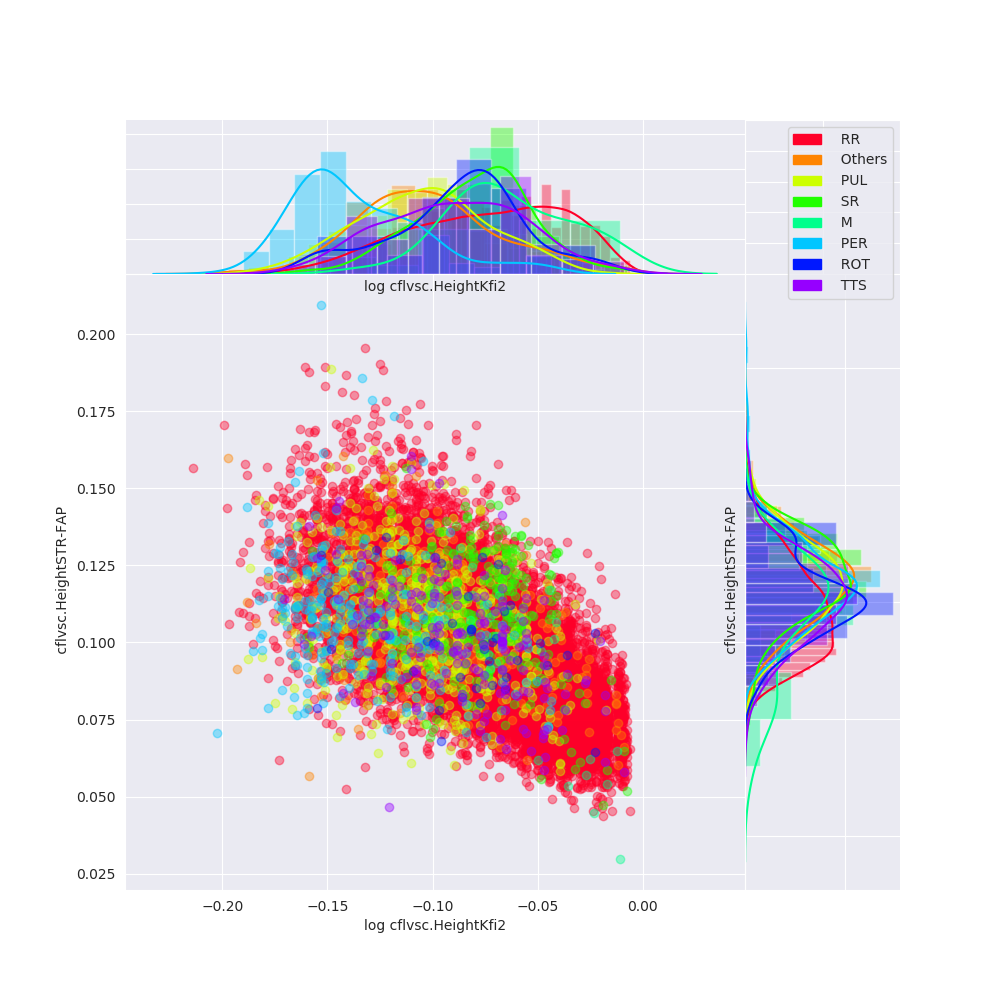 RR
Others
PUL
SR
M
PER
ROT
TTS
log cflvsc.HeightKfi2
0.200
0.175
0.150
0.125
0.100
0.075
0.050
0.025
cflvsc.HeightSTR-FAP
cflvsc.HeightSTR-FAP
−0.20 −0.15 −0.10 −0.05 0.00
log cflvsc.HeightKfi2